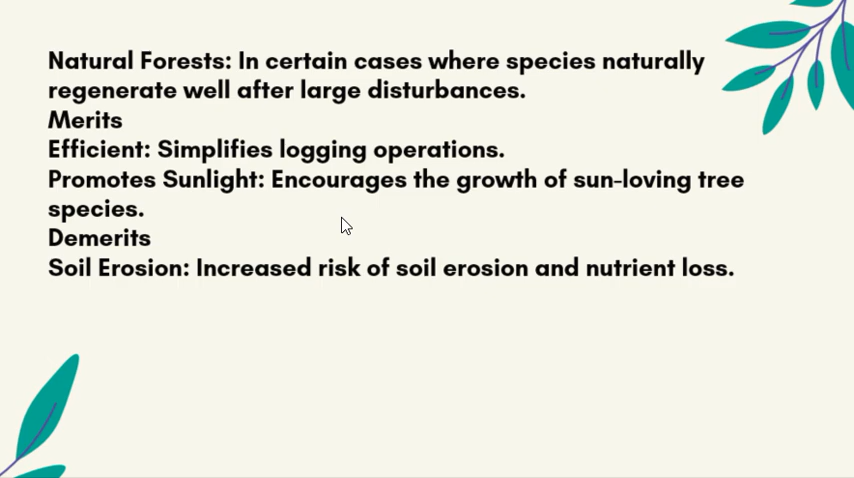 Natural Forests: In certain cases where species naturally
regenerate well after large disturbances.
Merits
Efficient: Simplifies logging operations.
Promotes Sunlight: Encourages the growth of sun-loving tree
species.
Demerits
Soil Erosion: Increased risk of soil erosion and nutrient loss.